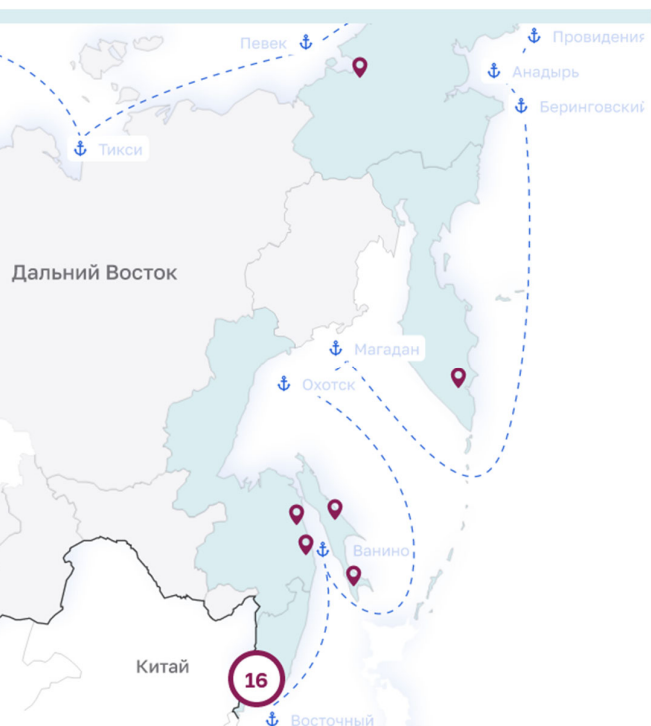 Певек
Провидения
Анадырь
Беринговский
Тикси
Дальний Восток
Магадан
Охотск
Ванино
Китай
16
Восточный